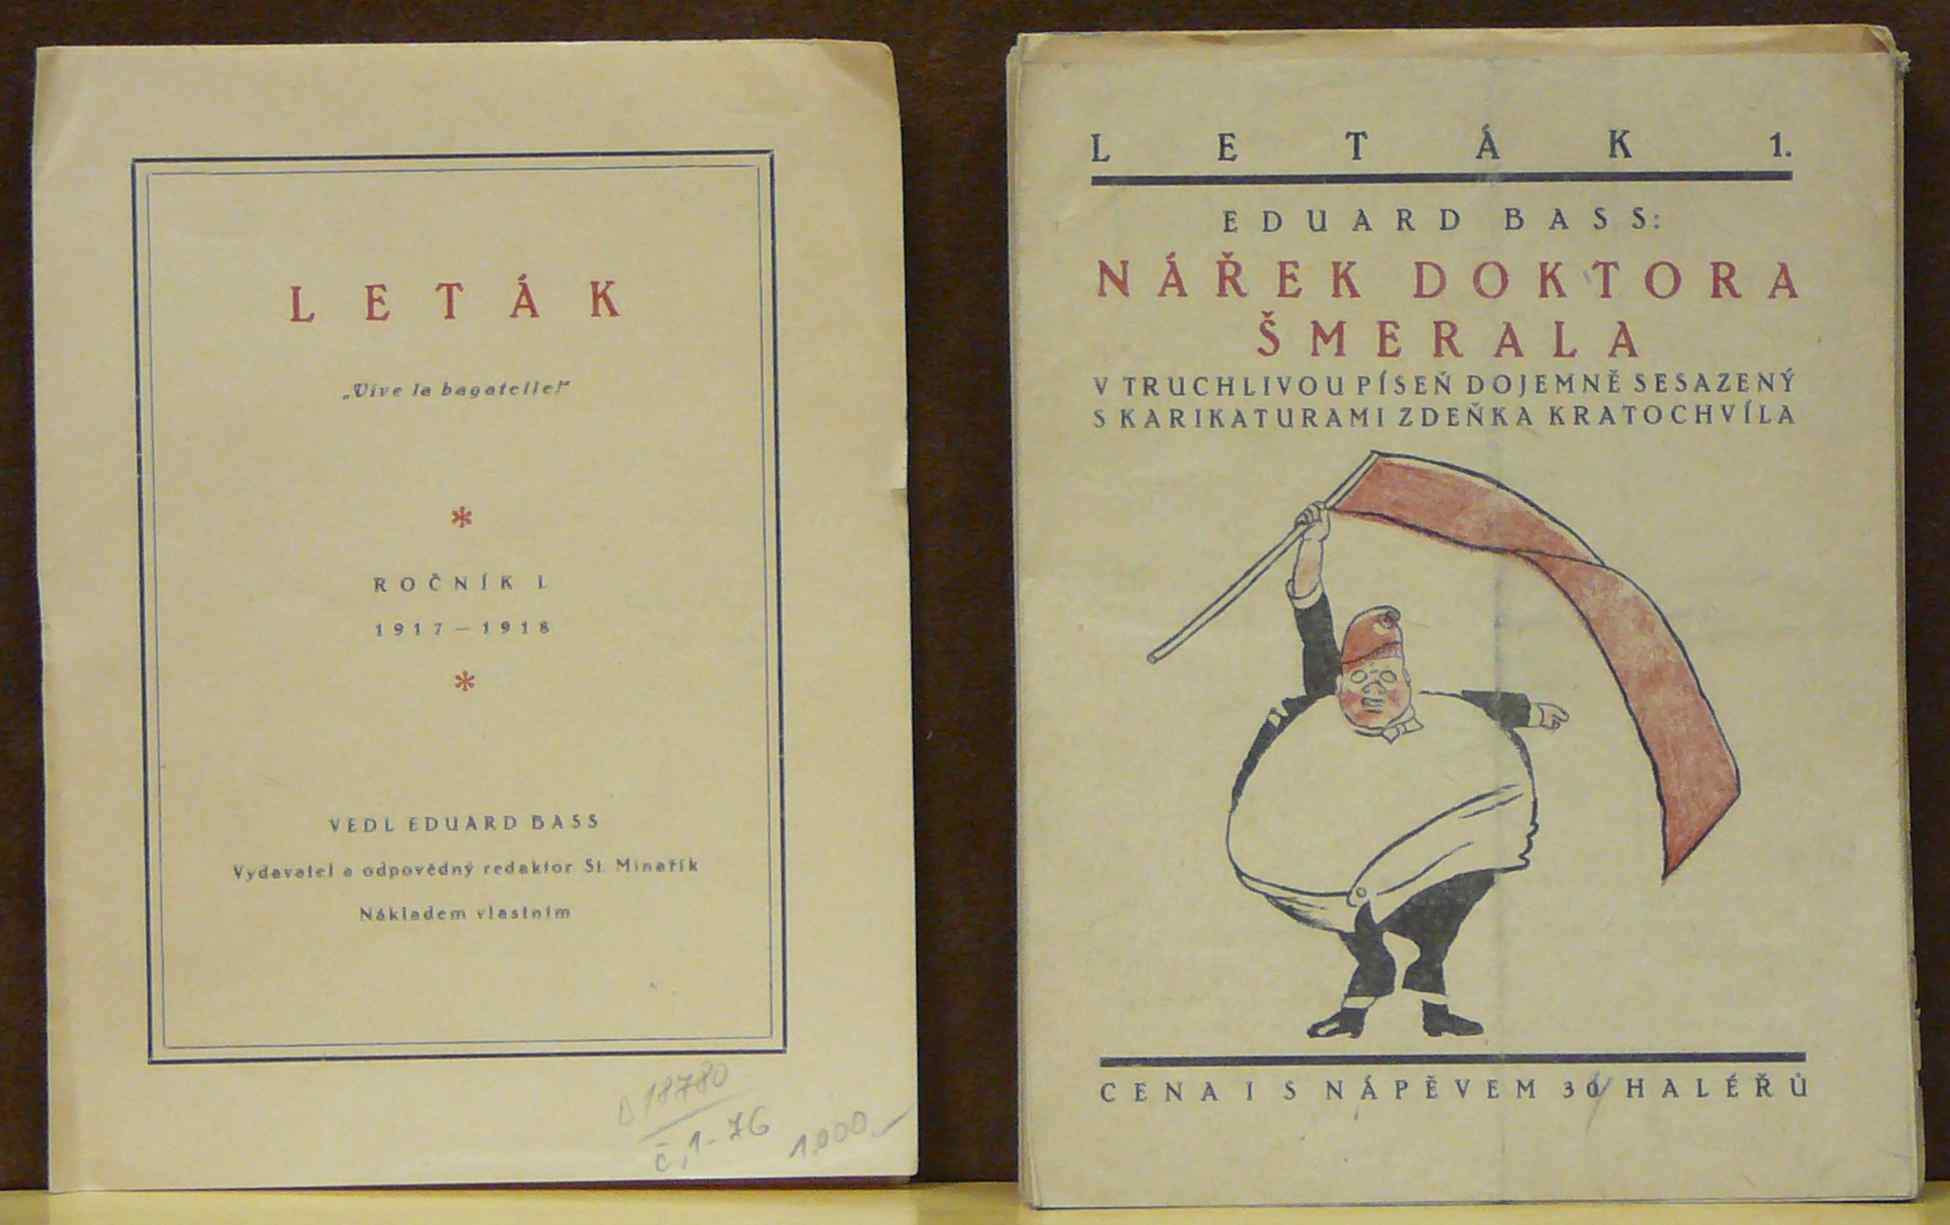 LETÁK
„Vive la bagatelle!“
*
ROČNÍK I.
1917—1918
*
VEDL EDUARD BASS
Vydavatel a odpovědný redaktor St. Minařík
Nákladem vlastním
D 18780
č, 1-76
1.000,-
LETÁK 1.
EDUARD BASS:
NÁŘEK DOKTORA
ŠMERALA
V TRUCHLIVOU PÍSEŇ DOJEMNĚ SESAZENÝ
S KARIKATURAMI ZDEŇKA KRATOCHVÍLA
CENA I S NÁPĚVEM 30 HALÉŘŮ